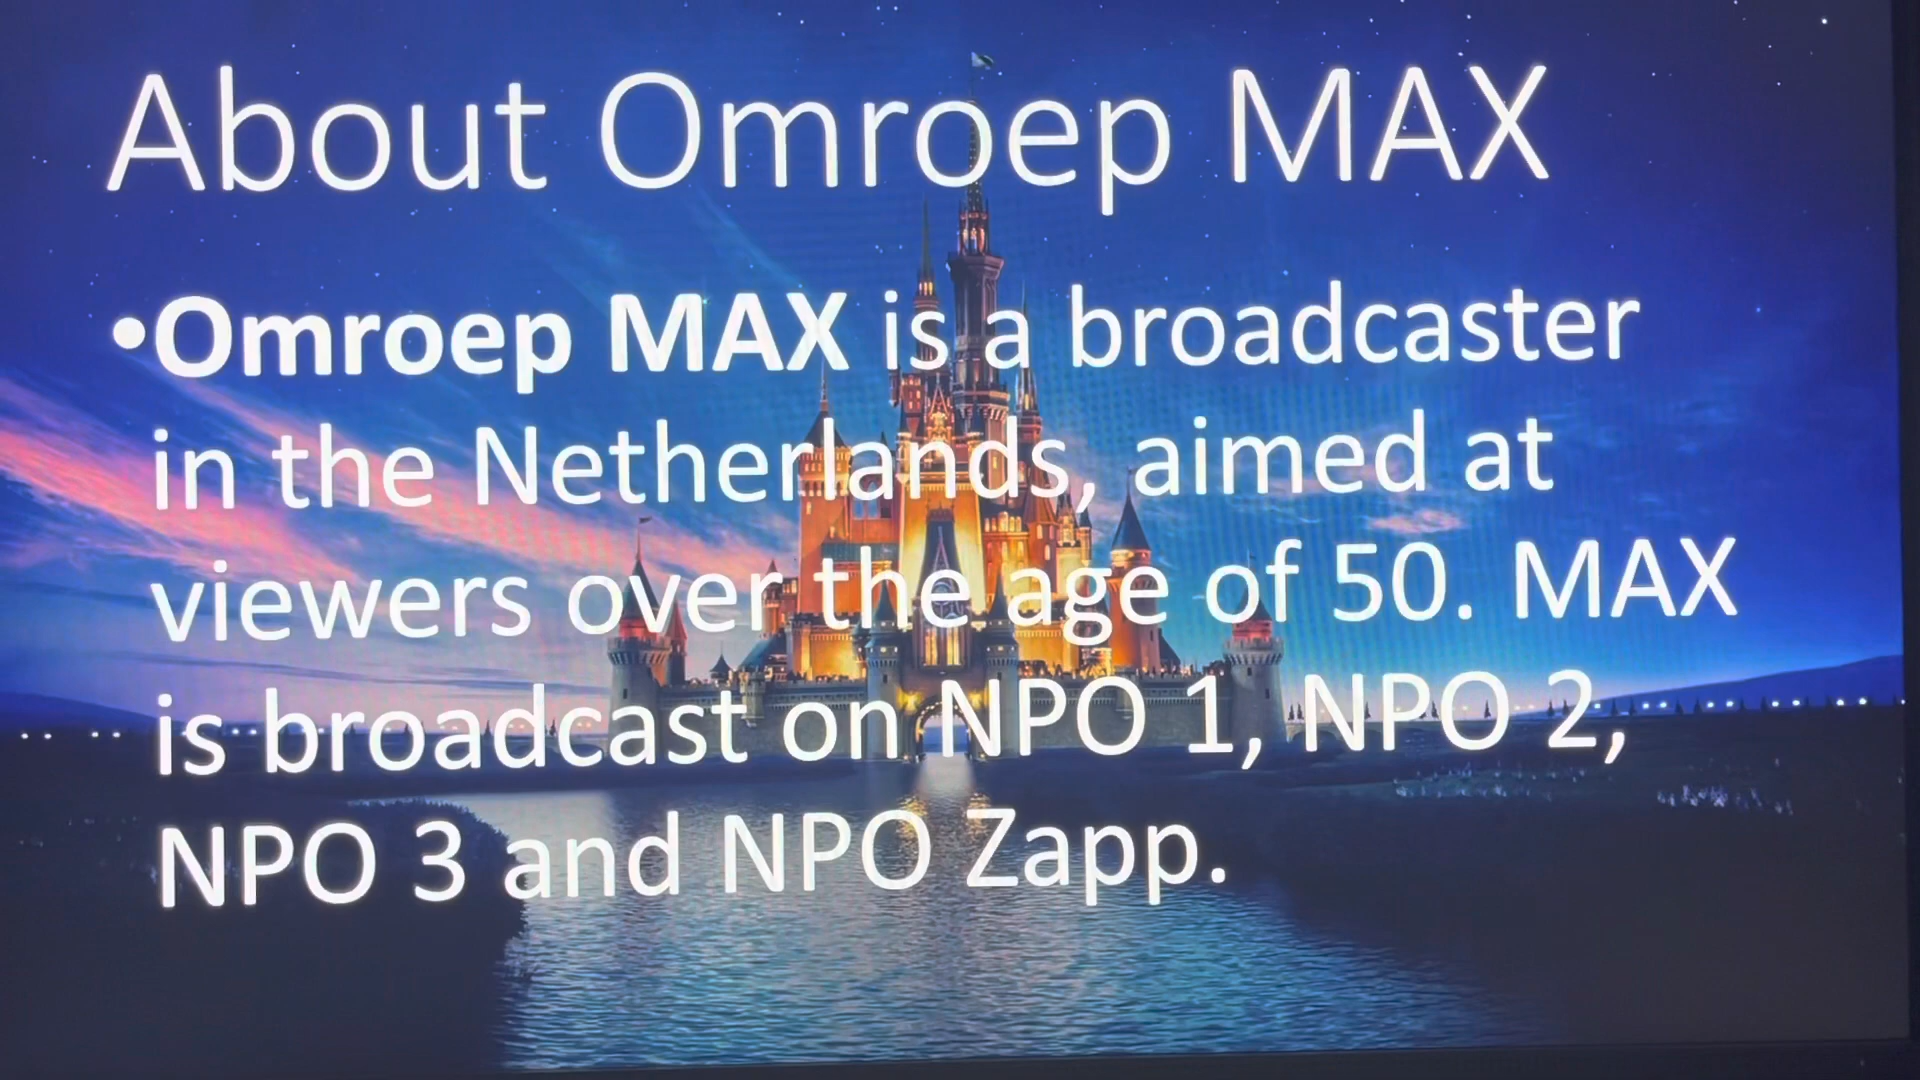 About Omroep MAX
•Omroep MAX is a broadcaster
in the Netherlands, aimed at
viewers over the age of 50. MAX
is broadcast on NPO 1, NPO 2,
NPO 3 and NPO Zapp.